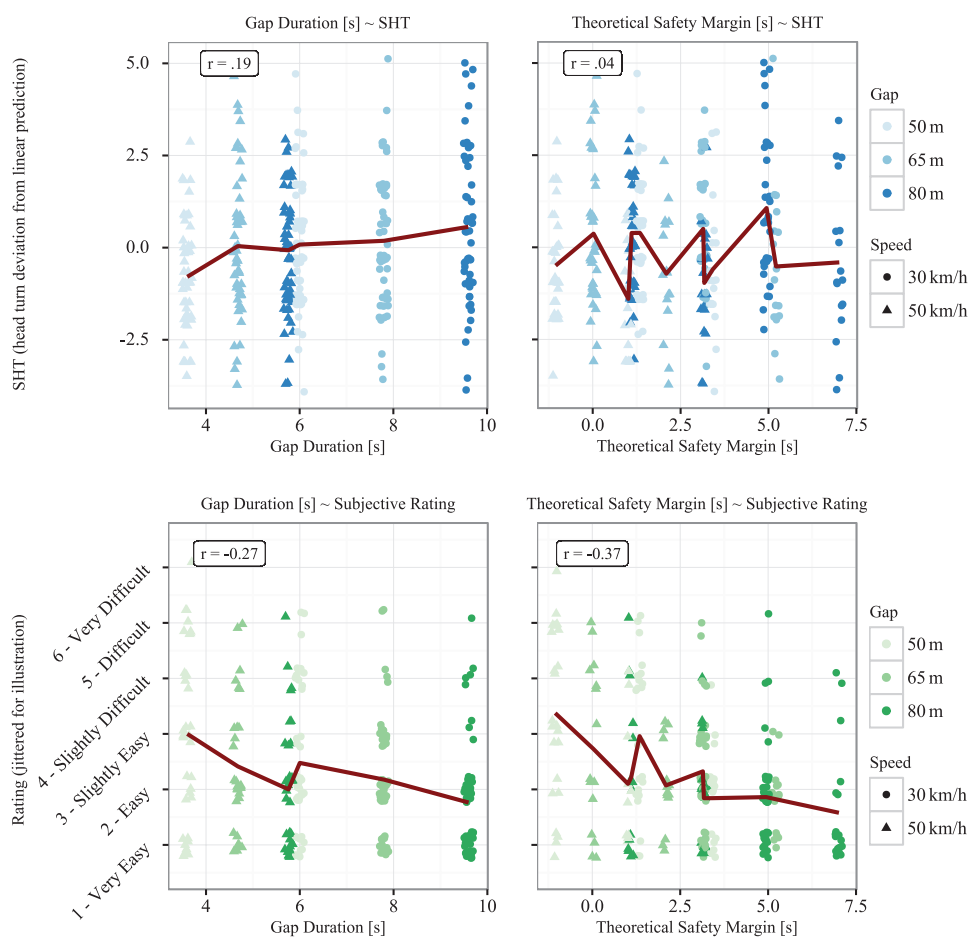 Gap Duration [s] ~ SHT
Theoretical Safety Margin [s] ~ SHT
SHT (head turn deviation from linear prediction)
5.0
2.5
0.0
-2.5
r = .19
r = .04
4
6
8
10
Gap Duration [s]
0.0
2.5
5.0
7.5
Theoretical Safety Margin [s]
Gap
50 m
65 m
80 m
Speed
30 km/h
50 km/h
Gap Duration [s] ~ Subjective Rating
Theoretical Safety Margin [s] ~ Subjective Rating
Rating (jittered for illustration)
6 - Very Difficult
5 - Difficult
4 - Slightly Difficult
3 - Slightly Easy
2 - Easy
1 - Very Easy
r = -0.27
r = -0.37
4
6
8
10
Gap Duration [s]
0.0
2.5
5.0
7.5
Theoretical Safety Margin [s]
Gap
50 m
65 m
80 m
Speed
30 km/h
50 km/h